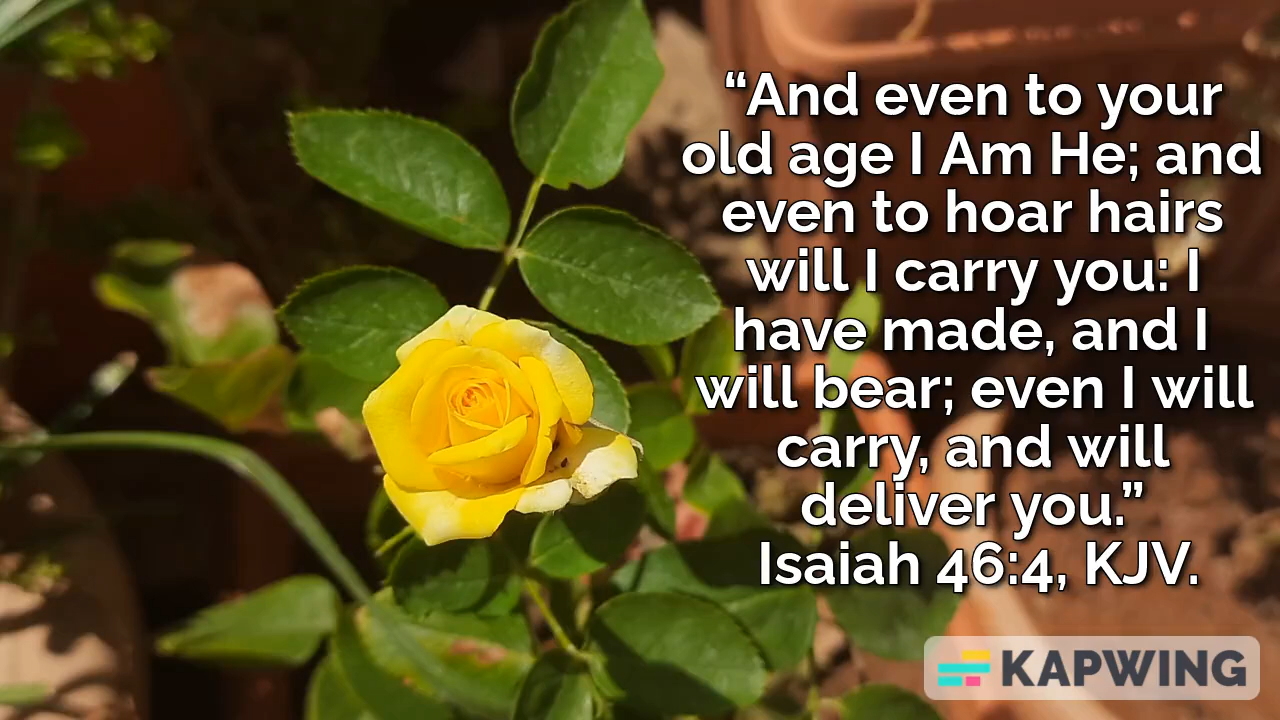 “And even to your
old age I Am He; and
even to hoar hairs
will I carry you: I
have made, and I
will bear; even I will
carry, and will
deliver you.”
Isaiah 46:4, KJV.
KAPWING